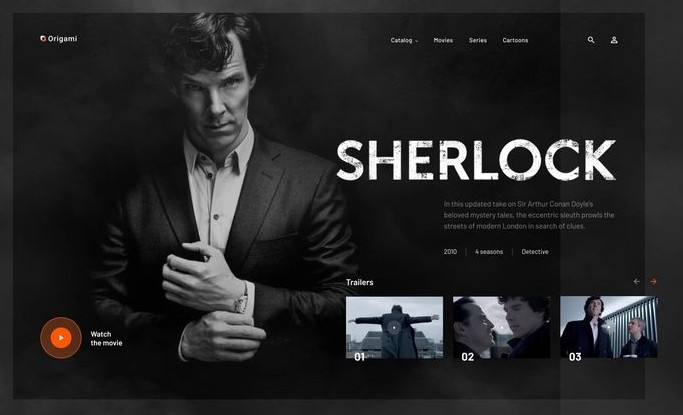 Origami
Catalog
Movies
Series
Cartoons
SHERLOCK
In this updated take on Sir Arthur Conan Doyle's
beloved mystery tales, the eccentric sleuth prowls the
streets of modern London in search of clues.
2010
4 seasons
Detective
Trailers
Watch
the movie
01
02
03